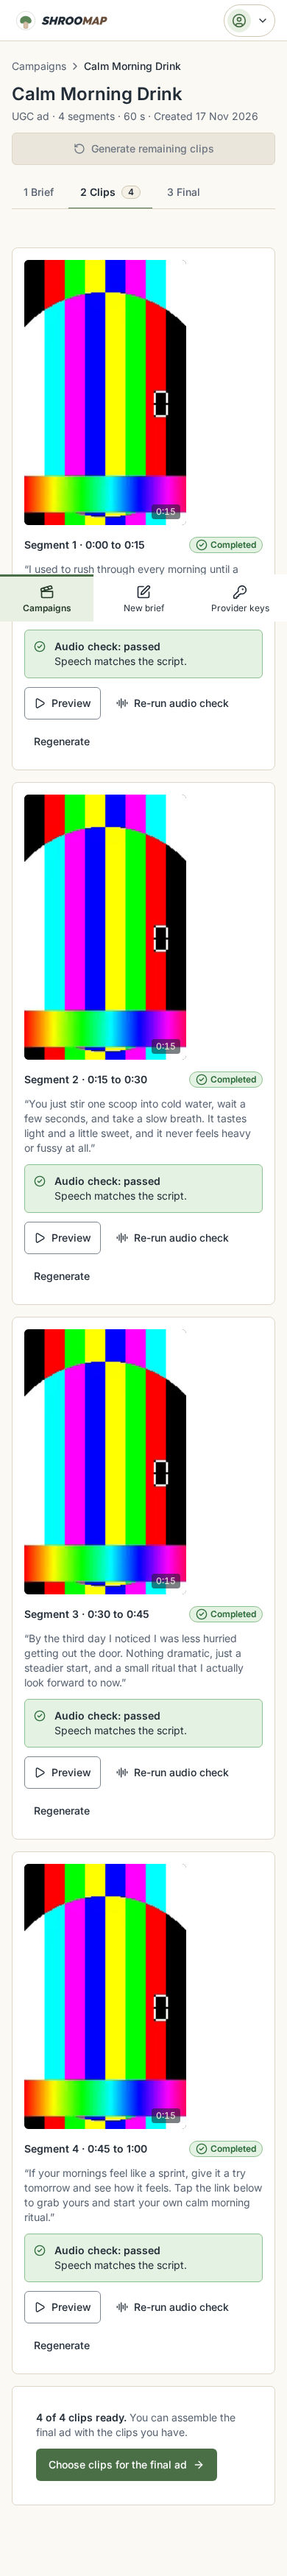 SHROOMAP
Campaigns > Calm Morning Drink
Calm Morning Drink
UGC ad · 4 segments · 60 s · Created 17 Nov 2026
Generate remaining clips
1 Brief 2 Clips 4 3 Final
0
0:15
Segment 1 · 0:00 to 0:15 Completed
“I used to rush through every morning until a
Campaigns New brief Provider keys
Audio check: passed
Speech matches the script.
Preview Re-run audio check
Regenerate
0
0:15
Segment 2 · 0:15 to 0:30 Completed
“You just stir one scoop into cold water, wait a
few seconds, and take a slow breath. It tastes
light and a little sweet, and it never feels heavy
or fussy at all.”
Audio check: passed
Speech matches the script.
Preview Re-run audio check
Regenerate
0
0:15
Segment 3 · 0:30 to 0:45 Completed
“By the third day I noticed I was less hurried
getting out the door. Nothing dramatic, just a
steadier start, and a small ritual that I actually
look forward to now.”
Audio check: passed
Speech matches the script.
Preview Re-run audio check
Regenerate
0
0:15
Segment 4 · 0:45 to 1:00 Completed
“If your mornings feel like a sprint, give it a try
tomorrow and see how it feels. Tap the link below
to grab yours and start your own calm morning
ritual.”
Audio check: passed
Speech matches the script.
Preview Re-run audio check
Regenerate
4 of 4 clips ready. You can assemble the
final ad with the clips you have.
Choose clips for the final ad →